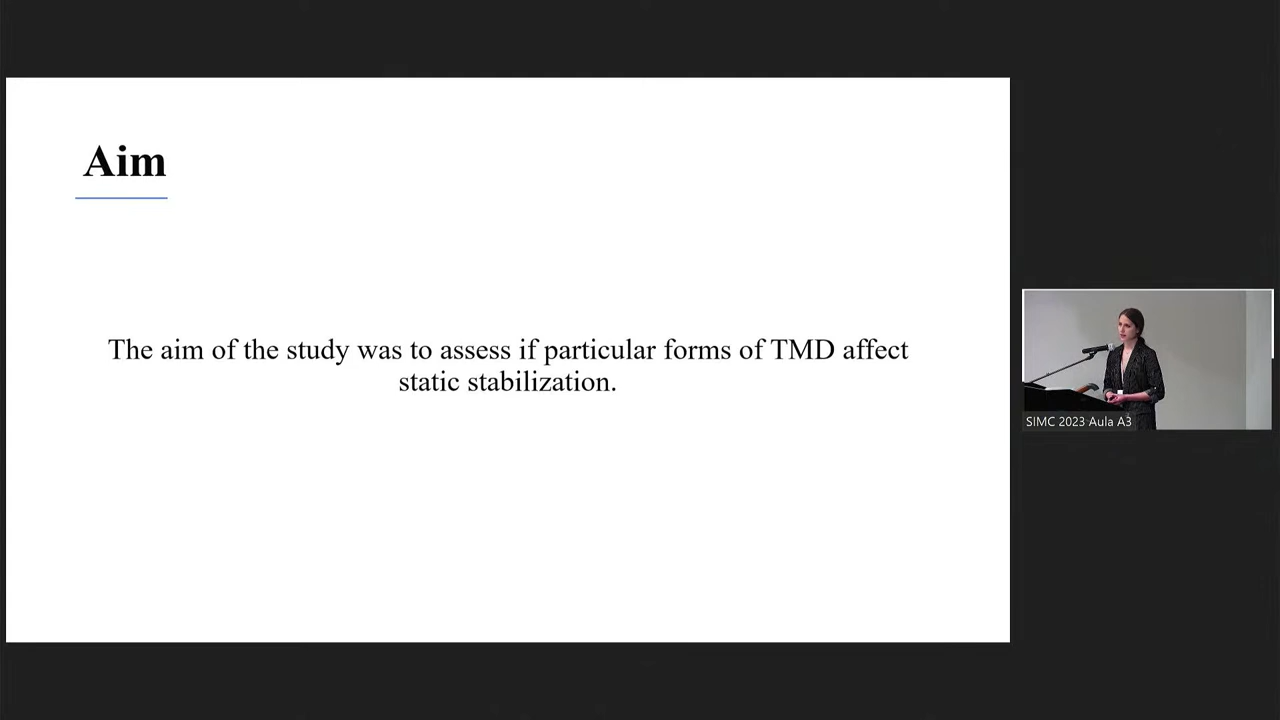 Aim
The aim of the study was to assess if particular forms of TMD affect
static stabilization.
SIMC 2023 Aula A3